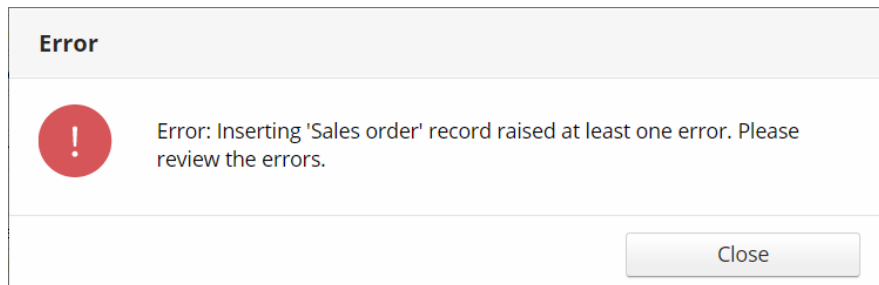 Error
Error: Inserting 'Sales order' record raised at least one error. Please
review the errors.
Close